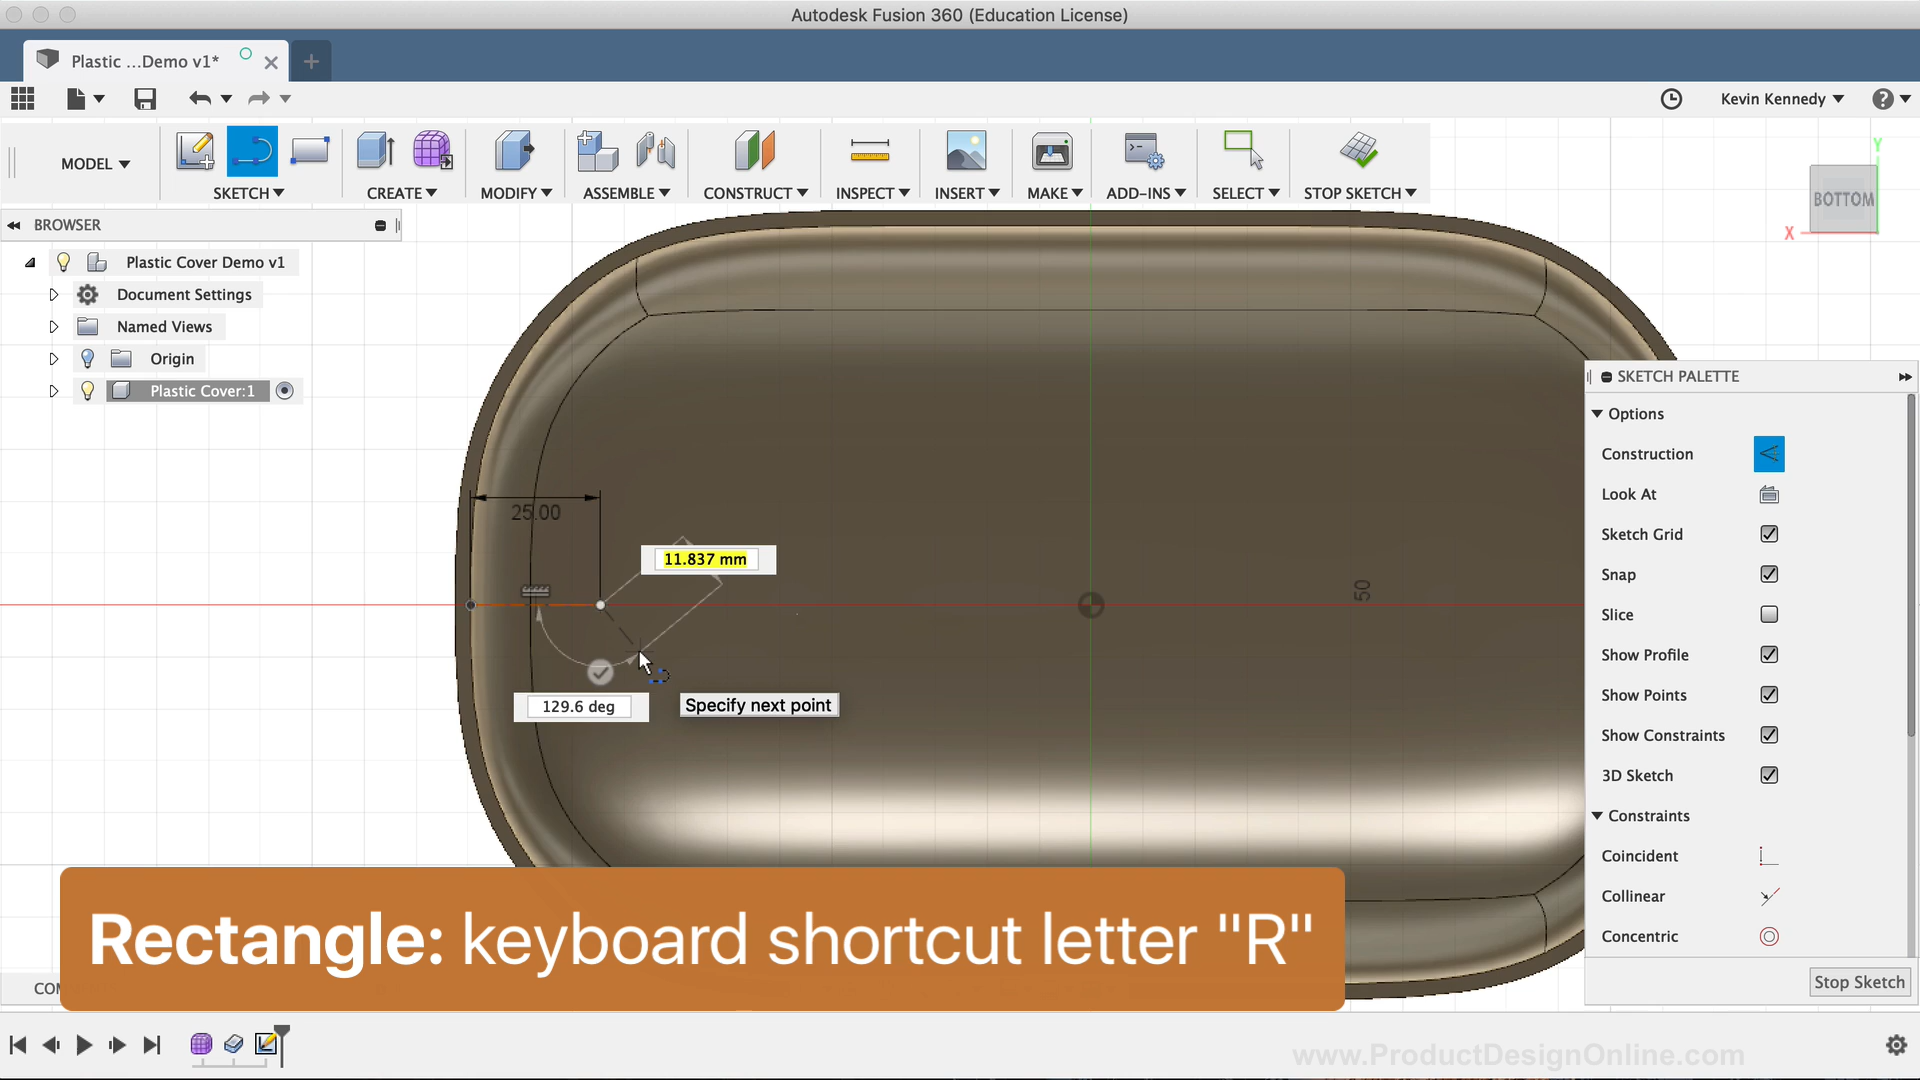 Autodesk Fusion 360 (Education License)
Plastic ...Demo v1*
Kevin Kennedy
?
MODEL
SKETCH
CREATE
MODIFY
ASSEMBLE
CONSTRUCT
INSPECT
INSERT
MAKE
ADD-INS
SELECT
STOP SKETCH
Y
BOTTOM
X
BROWSER
Plastic Cover Demo v1
Document Settings
Named Views
Origin
Plastic Cover:1
25.00
11.837 mm
50
129.6 deg
Specify next point
SKETCH PALETTE
Options
Construction
Look At
Sketch Grid
Snap
Slice
Show Profile
Show Points
Show Constraints
3D Sketch
Constraints
Coincident
Collinear
Concentric
Stop Sketch
Rectangle: keyboard shortcut letter "R"
www.ProductDesignOnline.com